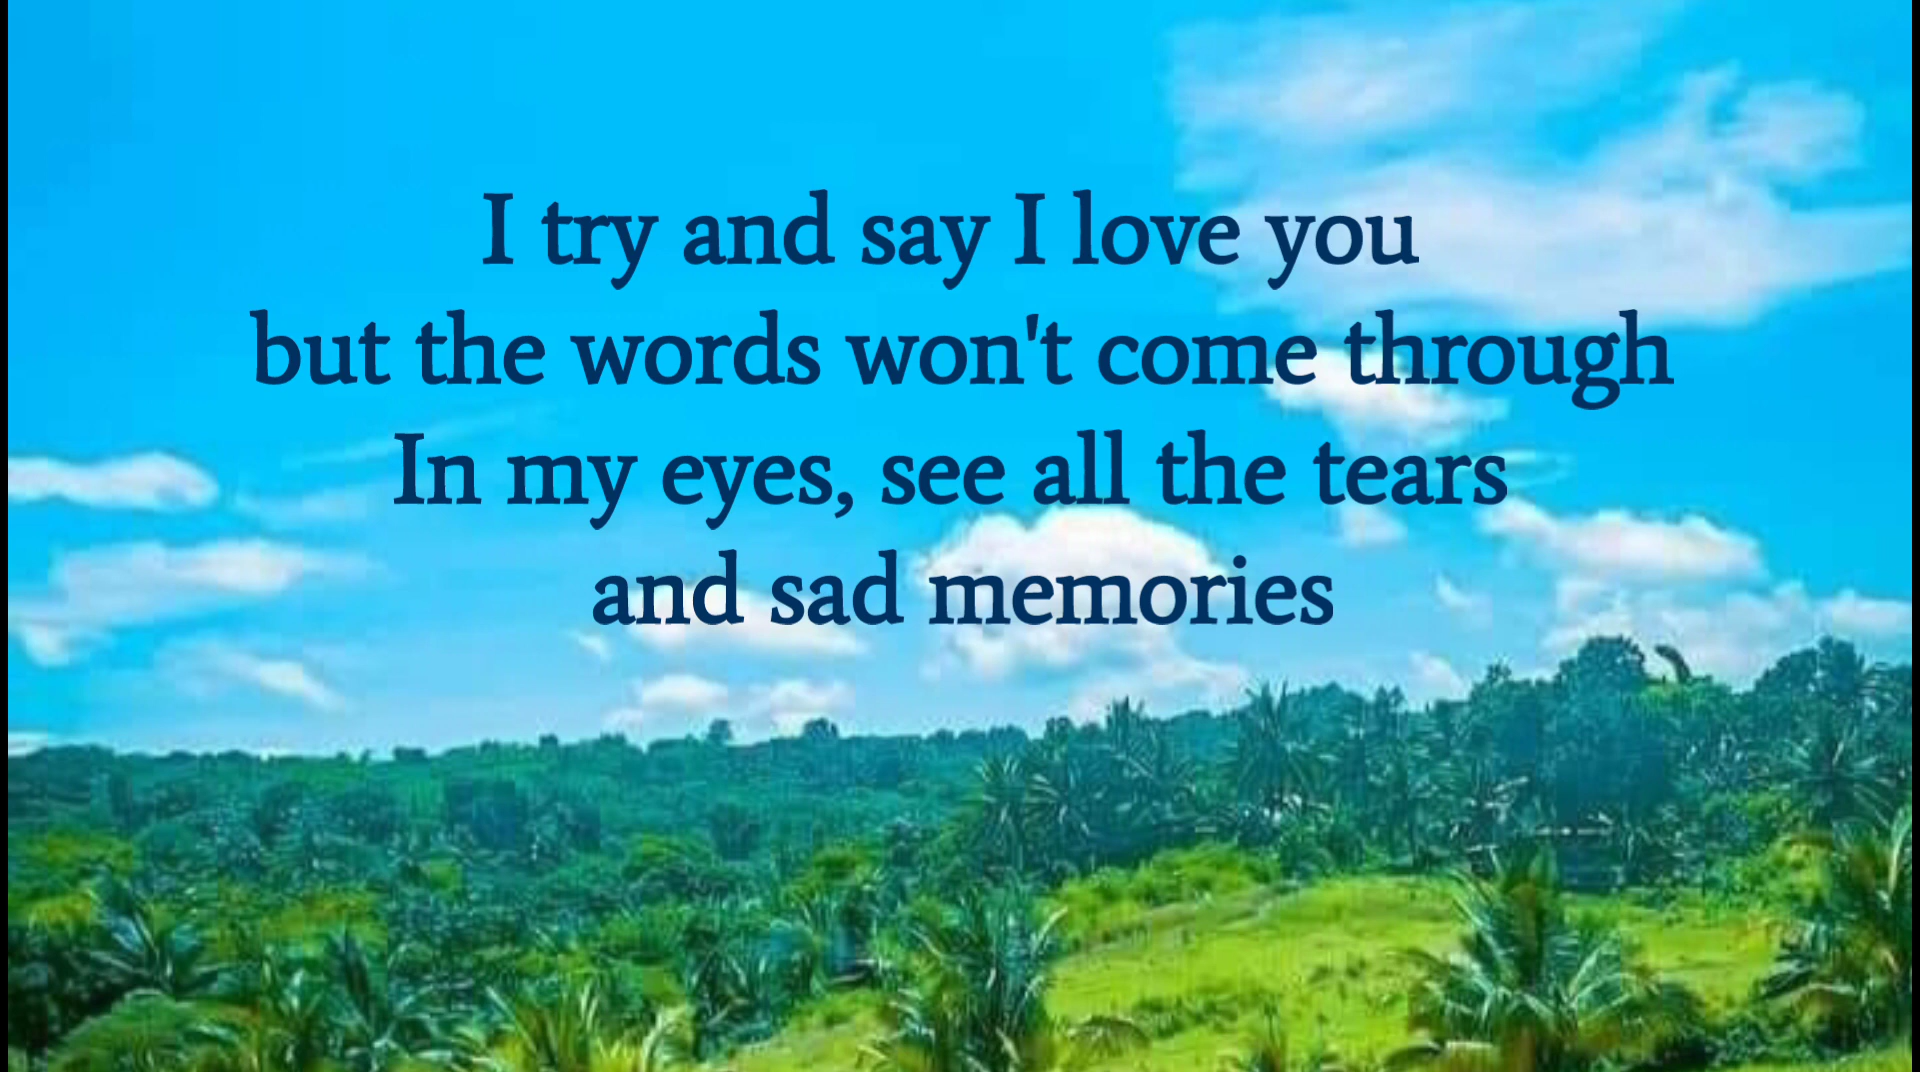 I try and say I love you
but the words won't come through
In my eyes, see all the tears
and sad memories